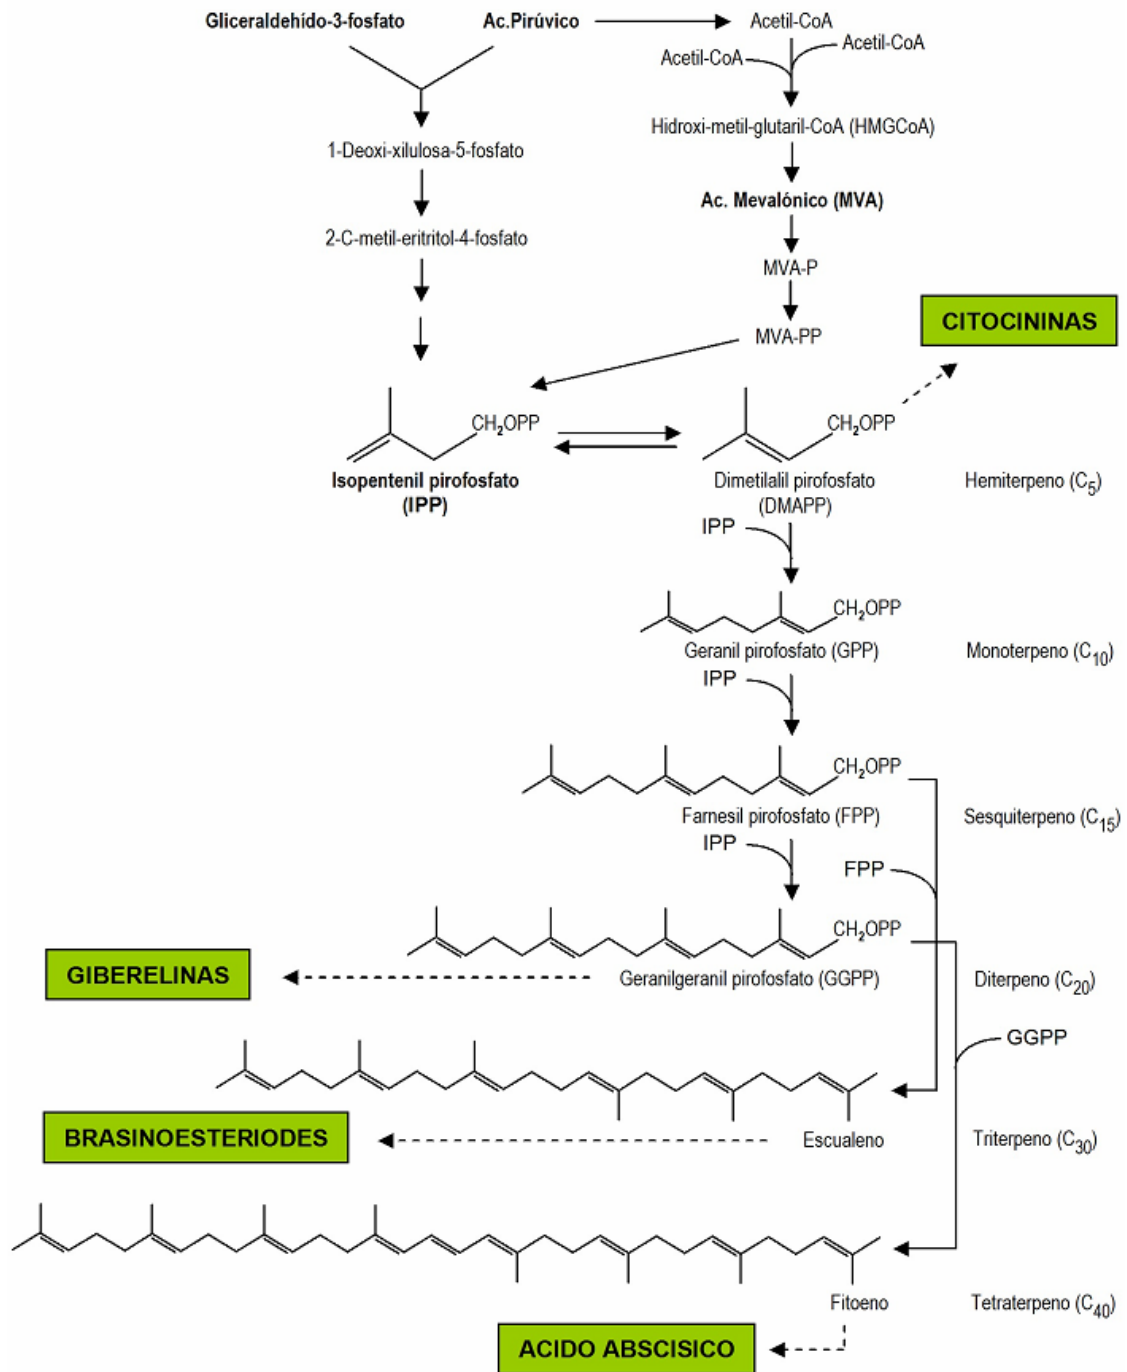 Gliceraldehído-3-fosfato
Ac.Pirúvico
Acetil-CoA
Acetil-CoA
Acetil-CoA
Hidroxi-metil-glutaril-CoA (HMGCoA)
1-Deoxi-xilulosa-5-fosfato
Ac. Mevalónico (MVA)
2-C-metil-eritritol-4-fosfato
MVA-P
CITOCININAS
MVA-PP
CH2OPP
CH2OPP
Isopentenil pirofosfato
(IPP)
Dimetilalil pirofosfato
(DMAPP)
Hemiterpeno (C5)
IPP
CH2OPP
Geranil pirofosfato (GPP)
Monoterpeno (C10)
IPP
CH2OPP
Farnesil pirofosfato (FPP)
Sesquiterpeno (C15)
IPP
FPP
CH2OPP
GIBERELINAS
Geranilgeranil pirofosfato (GGPP)
Diterpeno (C20)
GGPP
BRASINOESTERIODES
Escualeno
Triterpeno (C30)
Fitoeno
Tetraterpeno (C40)
ACIDO ABSCISICO